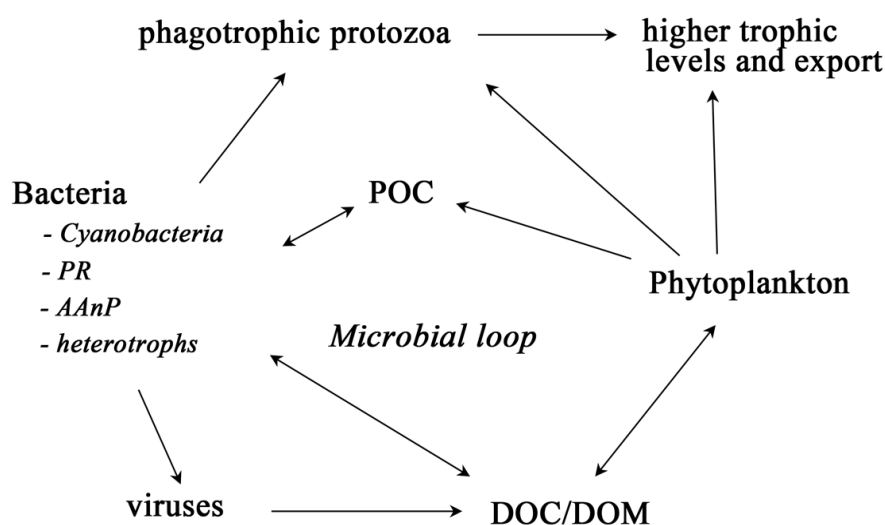 phagotrophic protozoa
higher trophic
levels and export
Bacteria
- Cyanobacteria
- PR
- AAnP
- heterotrophs
POC
Phytoplankton
Microbial loop
viruses
DOC/DOM